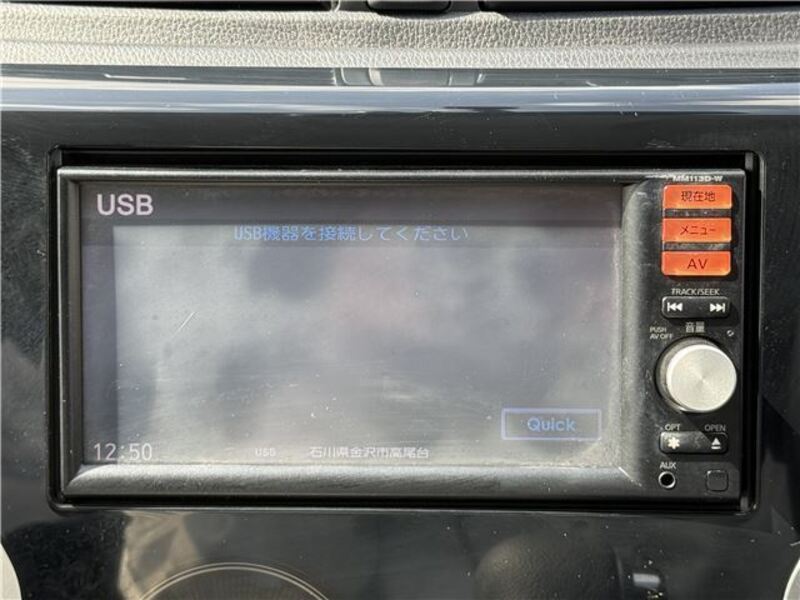 MM113D-W
USB
現在地
USB機器を接続してください
メニュー
AV
TRACK/SEEK
PUSH
AV OFF
音量
Quick
OPT
OPEN
12:50
USB
石川県金沢市高尾台
AUX